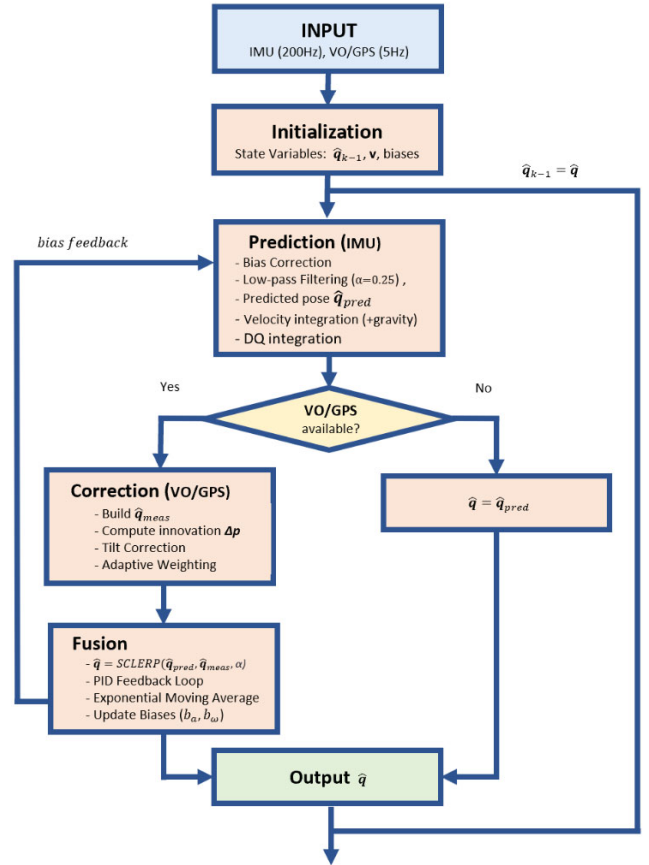 INPUT
IMU (200Hz), VO/GPS (5Hz)
Initialization
State Variables: q̂ₖ₋₁, v, biases
q̂ₖ₋₁ = q̂
bias feedback
Prediction (IMU)
- Bias Correction
- Low-pass Filtering (α=0.25) ,
- Predicted pose q̂pred
- Velocity integration (+gravity)
- DQ integration
Yes
No
VO/GPS
available?
Correction (VO/GPS)
- Build q̂meas
- Compute innovation Δp
- Tilt Correction
- Adaptive Weighting
q̂ = q̂pred
Fusion
- q̂ = SCLERP(q̂pred, q̂meas, α)
- PID Feedback Loop
- Exponential Moving Average
- Update Biases (bₐ, b_ω)
Output q̂